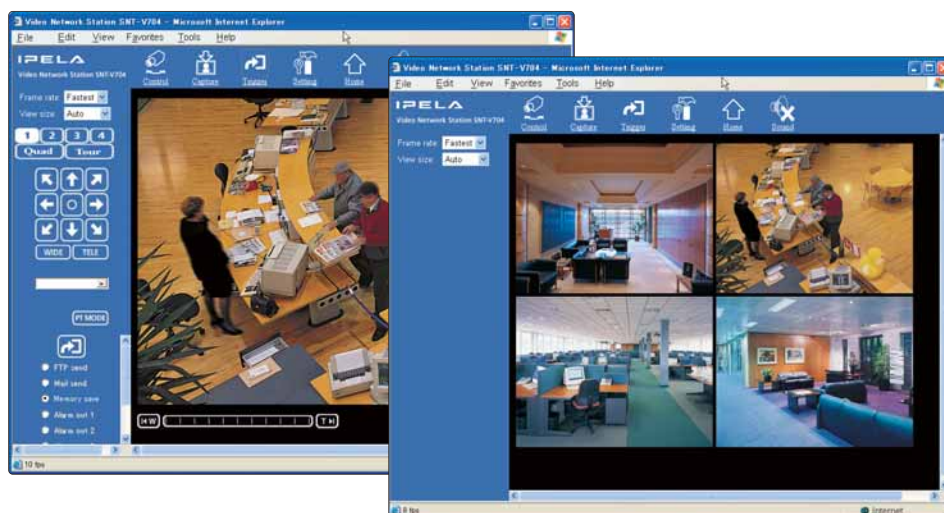 Video Network Station SNT-V704 - Microsoft Internet Explorer
File Edit View Favorites Tools Help
IPELA
Video Network Station SNT-V704
Control Capture Trigger Setting Home
Frame rate Fastest
View size Auto
1 2 3 4
Quad Tour
WIDE TELE
PT MODE
FTP send
Mail send
Memory save
Alarm out 1
Alarm out 2
W T
10 fps
Video Network Station SNT-V704 - Microsoft Internet Explorer
File Edit View Favorites Tools Help
IPELA
Video Network Station SNT-V704
Control Capture Trigger Setting Home Sound
Frame rate Fastest
View size Auto
8 fps
Internet